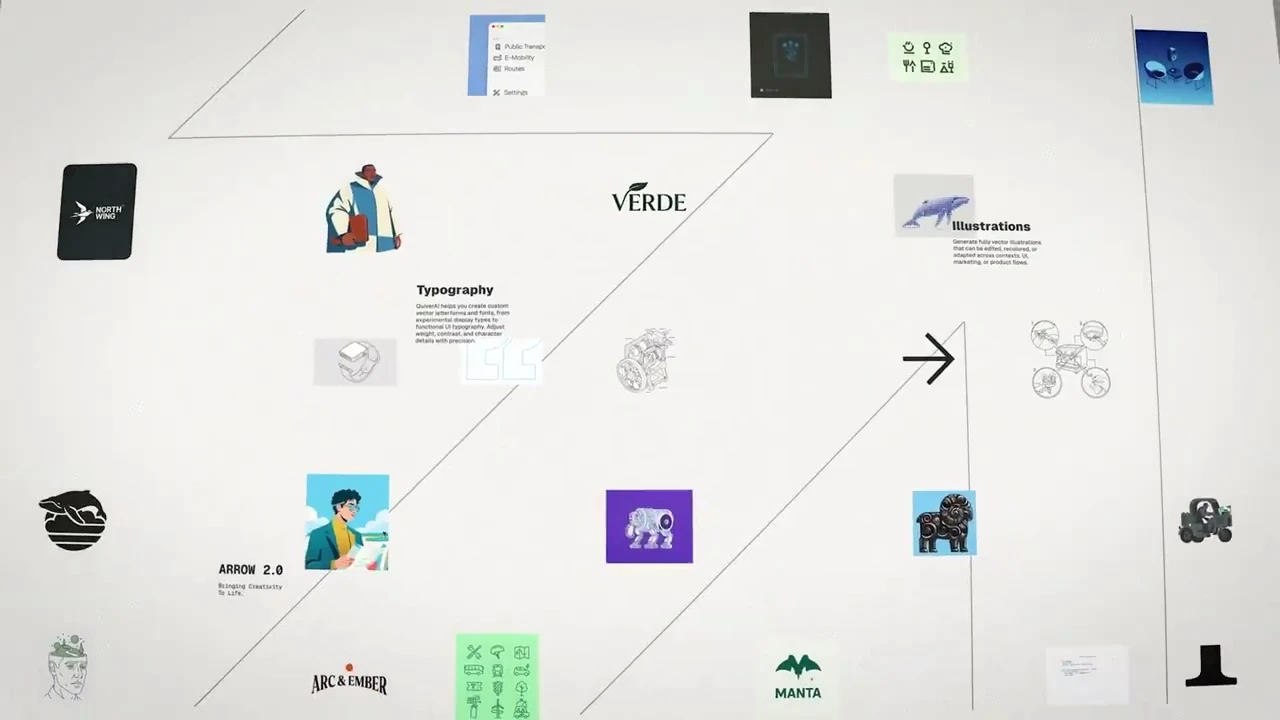 Public Transpo
E-Mobility
Routes
Settings
NORTH
WING
VERDE
Illustrations
Generate fully vector illustrations
that can be edited, recolored, or
adapted across contexts. UI,
marketing, or product flows.
Typography
QuiverAI helps you create custom
vector letterforms and fonts, from
experimental display types to
functional UI typography. Adjust
weight, contrast, and character
details with precision.
ARROW 2.0
Bringing Creativity
To Life.
ARC & EMBER
MANTA